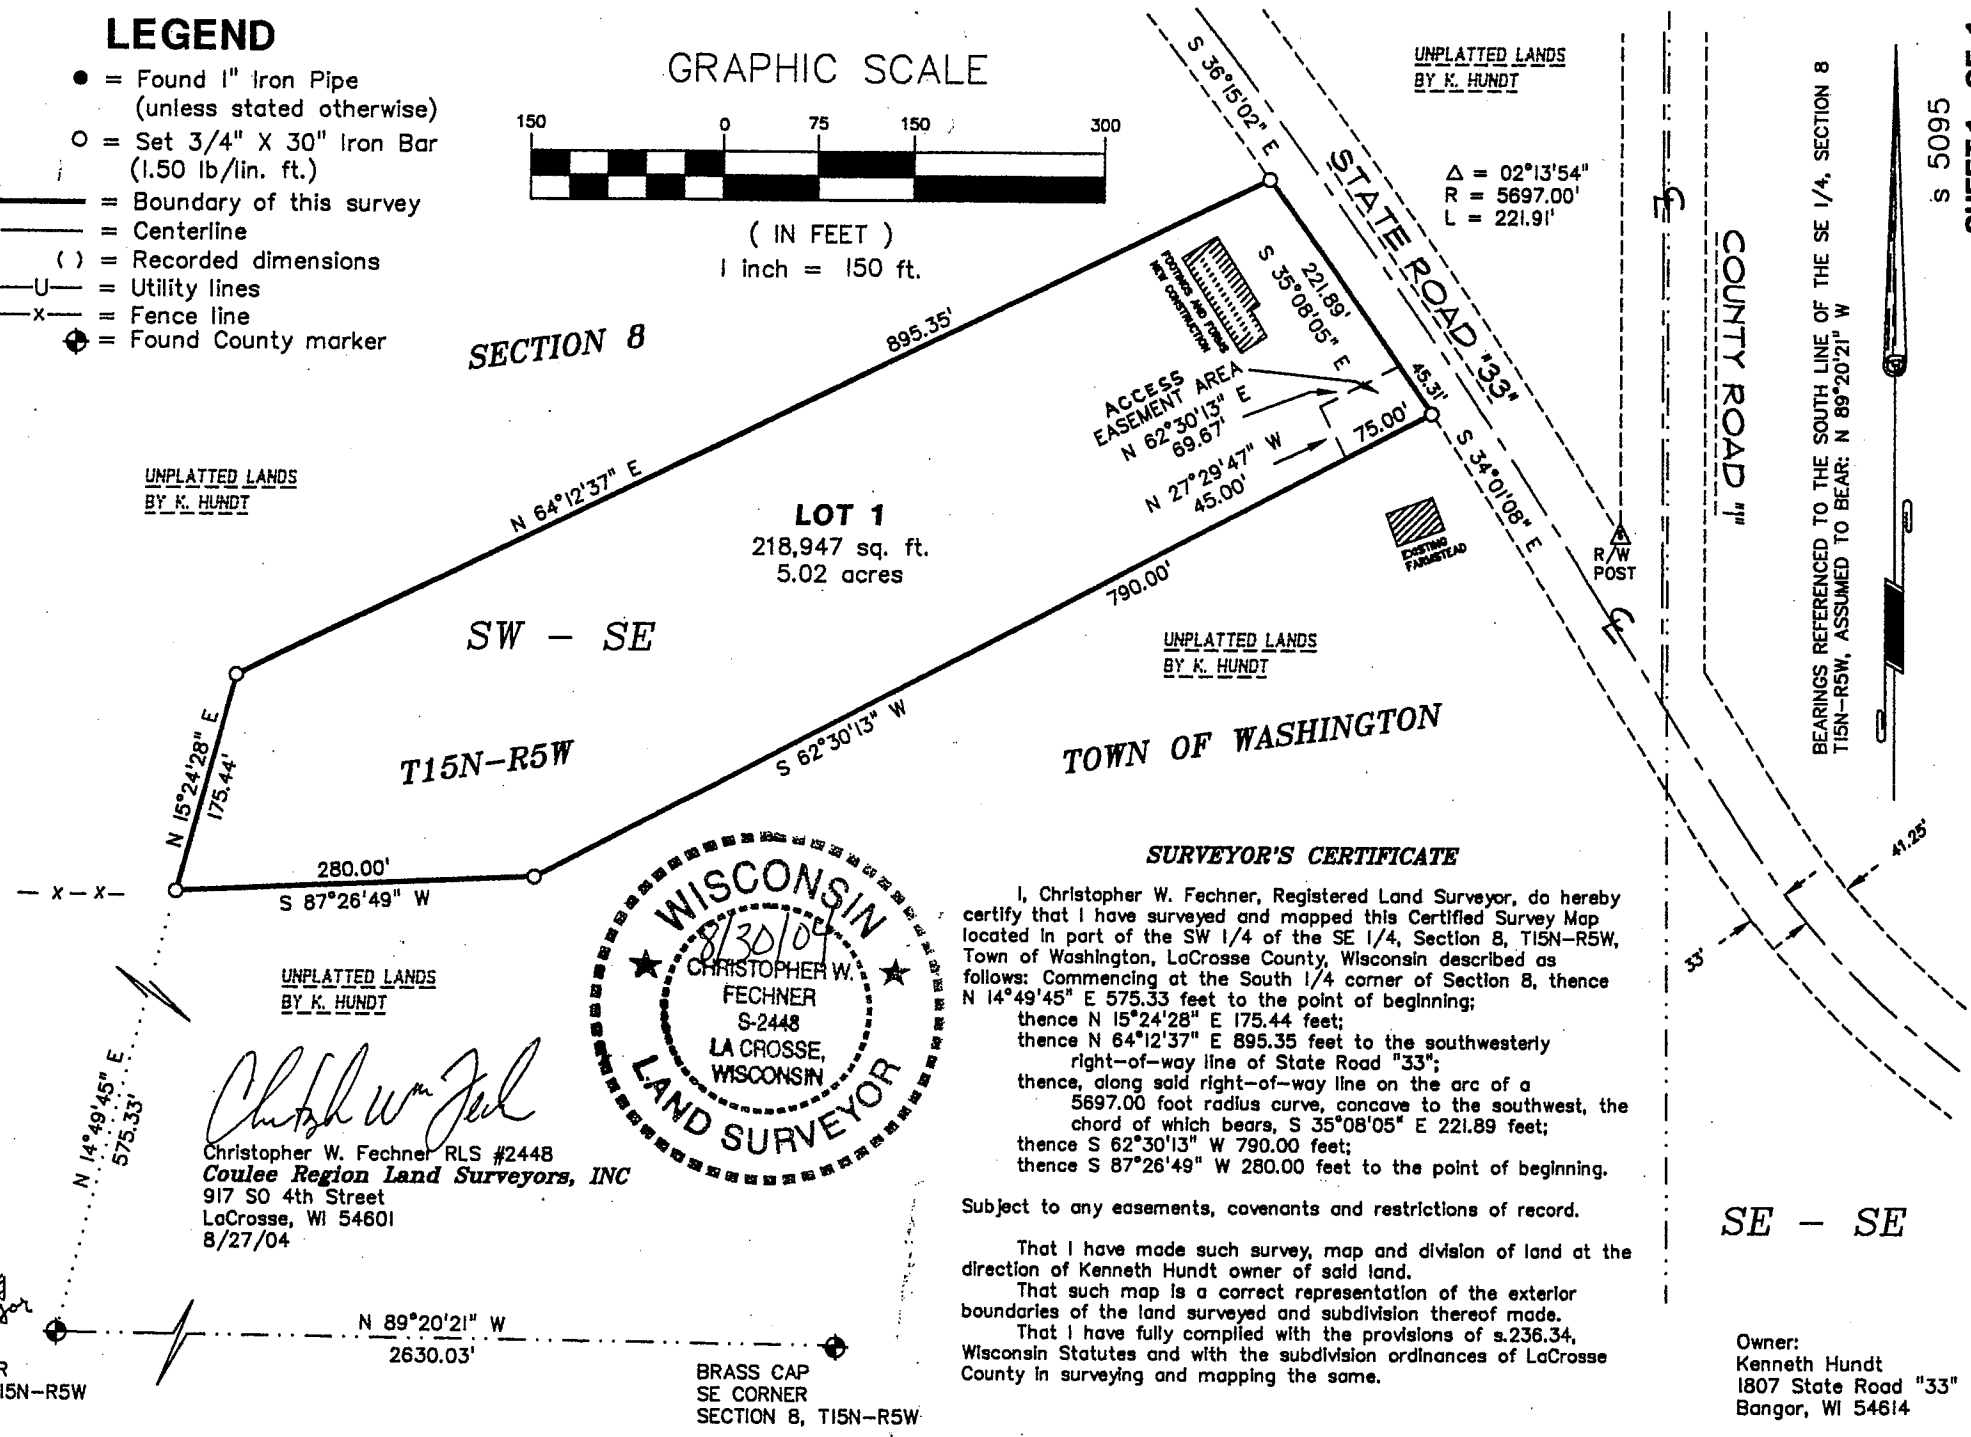 LEGEND
● = Found 1" Iron Pipe
(unless stated otherwise)
○ = Set 3/4" X 30" Iron Bar
(1.50 lb/lin. ft.)
= Boundary of this survey
= Centerline
( ) = Recorded dimensions
—U— = Utility lines
—x— = Fence line
= Found County marker
GRAPHIC SCALE
150 0 75 150 300
( IN FEET )
1 inch = 150 ft.
SECTION 8
UNPLATTED LANDS
BY K. HUNDT
S 36°15'02" E
STATE ROAD "33"
UNPLATTED LANDS
BY K. HUNDT
Δ = 02°13'54"
R = 5697.00'
L = 221.91'
COUNTY ROAD "I"
BEARINGS REFERENCED TO THE SOUTH LINE OF THE SE 1/4, SECTION 8
T15N-R5W, ASSUMED TO BEAR: N 89°20'21" W
s 5095
895.35'
N 64°12'37" E
FOOTINGS AND FORMS
NEW CONSTRUCTION
221.89'
S 35°08'05" E
ACCESS
EASEMENT AREA
N 62°30'13" E
69.67'
N 27°29'47" W
45.00'
45.31'
75.00'
S 34°01'08" E
EXISTING
FARMSTEAD
R/W
POST
LOT 1
218,947 sq. ft.
5.02 acres
790.00'
S 62°30'13" W
SW - SE
T15N-R5W
UNPLATTED LANDS
BY K. HUNDT
TOWN OF WASHINGTON
N 15°24'28" E
175.44'
280.00'
S 87°26'49" W
— x — x —
UNPLATTED LANDS
BY K. HUNDT
41.25'
33'
WISCONSIN
8/30/04
CHRISTOPHER W.
FECHNER
S-2448
LA CROSSE,
WISCONSIN
LAND SURVEYOR
N 14°49'45" E
575.33'
Christopher W. Fechner RLS #2448
Coulee Region Land Surveyors, INC
917 SO 4th Street
LaCrosse, WI 54601
8/27/04
N 89°20'21" W
2630.03'
15N-R5W
BRASS CAP
SE CORNER
SECTION 8, T15N-R5W
SURVEYOR'S CERTIFICATE
I, Christopher W. Fechner, Registered Land Surveyor, do hereby
certify that I have surveyed and mapped this Certified Survey Map
located in part of the SW 1/4 of the SE 1/4, Section 8, T15N-R5W,
Town of Washington, LaCrosse County, Wisconsin described as
follows: Commencing at the South 1/4 corner of Section 8, thence
N 14°49'45" E 575.33 feet to the point of beginning;
thence N 15°24'28" E 175.44 feet;
thence N 64°12'37" E 895.35 feet to the southwesterly
right-of-way line of State Road "33";
thence, along said right-of-way line on the arc of a
5697.00 foot radius curve, concave to the southwest, the
chord of which bears, S 35°08'05" E 221.89 feet;
thence S 62°30'13" W 790.00 feet;
thence S 87°26'49" W 280.00 feet to the point of beginning.
Subject to any easements, covenants and restrictions of record.
That I have made such survey, map and division of land at the
direction of Kenneth Hundt owner of said land.
That such map is a correct representation of the exterior
boundaries of the land surveyed and subdivision thereof made.
That I have fully complied with the provisions of s.236.34,
Wisconsin Statutes and with the subdivision ordinances of LaCrosse
County in surveying and mapping the same.
SE - SE
Owner:
Kenneth Hundt
1807 State Road "33"
Bangor, WI 54614